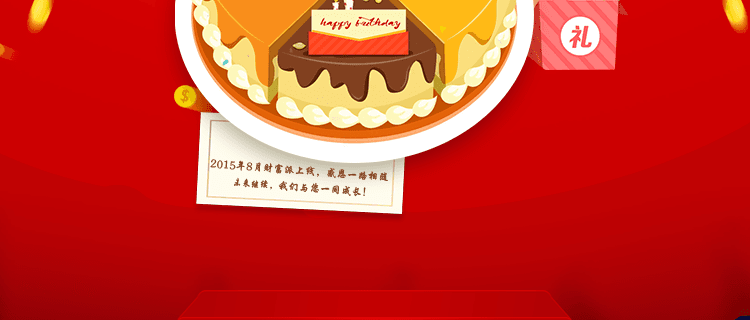 happy birthday
礼
$
2015年8月财富派上线，感恩一路相随
未来继续，我们与您一同成长！